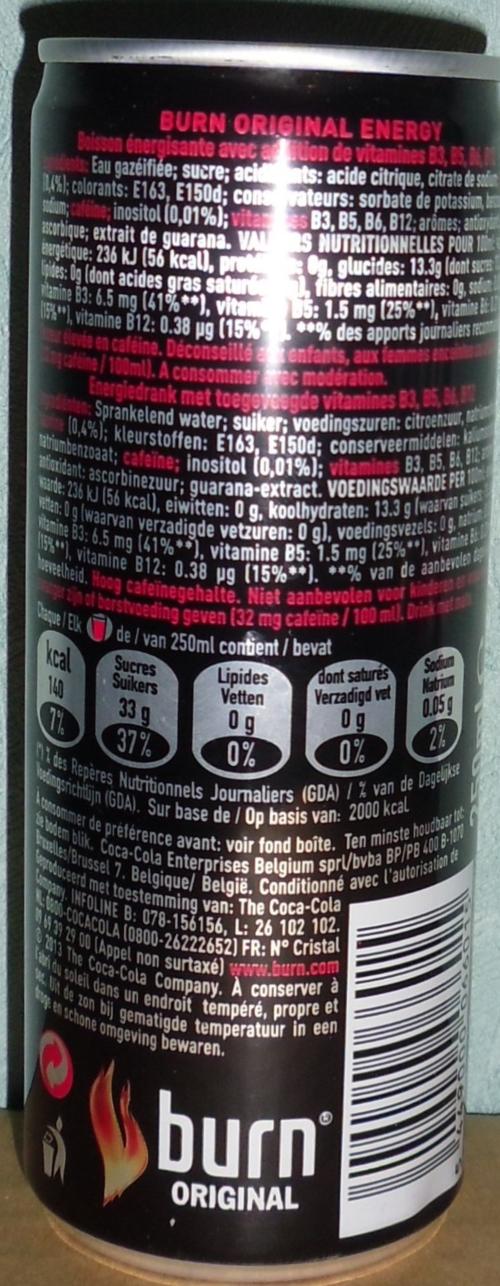 BURN ORIGINAL ENERGY
Boisson énergisante avec addition de vitamines B3, B5, B6,
Eau gazéifiée; sucre; acide citrique, citrate de sodium
(0,4%); colorants: E163, E150d; conservateurs: sorbate de potassium,
sodium; caféine; inositol (0,01%); vitamines B3, B5, B6, B12; arômes;
ascorbique; extrait de guarana. VALEURS NUTRITIONNELLES POUR 100ml
énergétique: 236 kJ (56 kcal), 0g, glucides: 13.3g (dont sucres:
lipides: 0g (dont acides gras fibres alimentaires: 0g, sodium
vitamine B3: 6.5 mg (41%**), vitamine B5: 1.5 mg (25%**), vitamine B6:
(15%**), vitamine B12: 0.38 µg (15%**). **% des apports journaliers
élevée en caféine. Déconseillé aux enfants, aux femmes enceintes
mg caféine / 100ml). A consommer avec modération.
Energiedrank met toegevoegde vitamines B3, B5, B6, B12
Sprankelend water; suiker; voedingszuren: citroenzuur,
(0,4%); kleurstoffen: E163, E150d; conserveermiddelen:
natriumbenzoaat; cafeïne; inositol (0,01%); vitamines B3, B5, B6, B12;
antioxidant: ascorbinezuur; guarana-extract. VOEDINGSWAARDE PER 100ml
waarde: 236 kJ (56 kcal), eiwitten: 0 g, koolhydraten: 13.3 g (waarvan suikers:
vetten: 0 g (waarvan verzadigde vetzuren: 0 g), voedingsvezels: 0 g,
vitamine B3: 6.5 mg (41%**), vitamine B5: 1.5 mg (25%**), vitamine B6:
(15%**), vitamine B12: 0.38 µg (15%**). **% van de aanbevolen
hoeveelheid. Hoog cafeïnegehalte. Niet aanbevolen voor kinderen en
zwanger zijn of borstvoeding geven (32 mg cafeïne / 100 ml). Drink met
Chaque / Elk de / van 250ml contient / bevat
kcal
140
7%
Sucres
Suikers
33 g
37%
Lipides
Vetten
0 g
0%
dont saturés
Verzadigd vet
0 g
0%
Sodium
Natrium
0.05 g
2%
(*) % des Repères Nutritionnels Journaliers (GDA) / % van de Dagelijkse
Voedingsrichtlijn (GDA). Sur base de / Op basis van: 2000 kcal
A consommer de préférence avant: voir fond boîte. Ten minste houdbaar tot:
zie bodem blik. Coca-Cola Enterprises Belgium sprl/bvba BP/PB 400 B-1070
Bruxelles/Brussel 7. Belgique/ België. Conditionné avec l'autorisation de
Geproduceerd met toestemming van: The Coca-Cola
Company. INFOLINE B: 078-156156, L: 26 102 102.
NL: 0800-COCACOLA (0800-26222652) FR: N° Cristal
09 69 39 29 00 (Appel non surtaxé) www.burn.com
© 2013 The Coca-Cola Company. À conserver à
l'abri du soleil dans un endroit tempéré, propre et
sec. Uit de zon bij gematigde temperatuur in een
droge en schone omgeving bewaren.
burn®
ORIGINAL